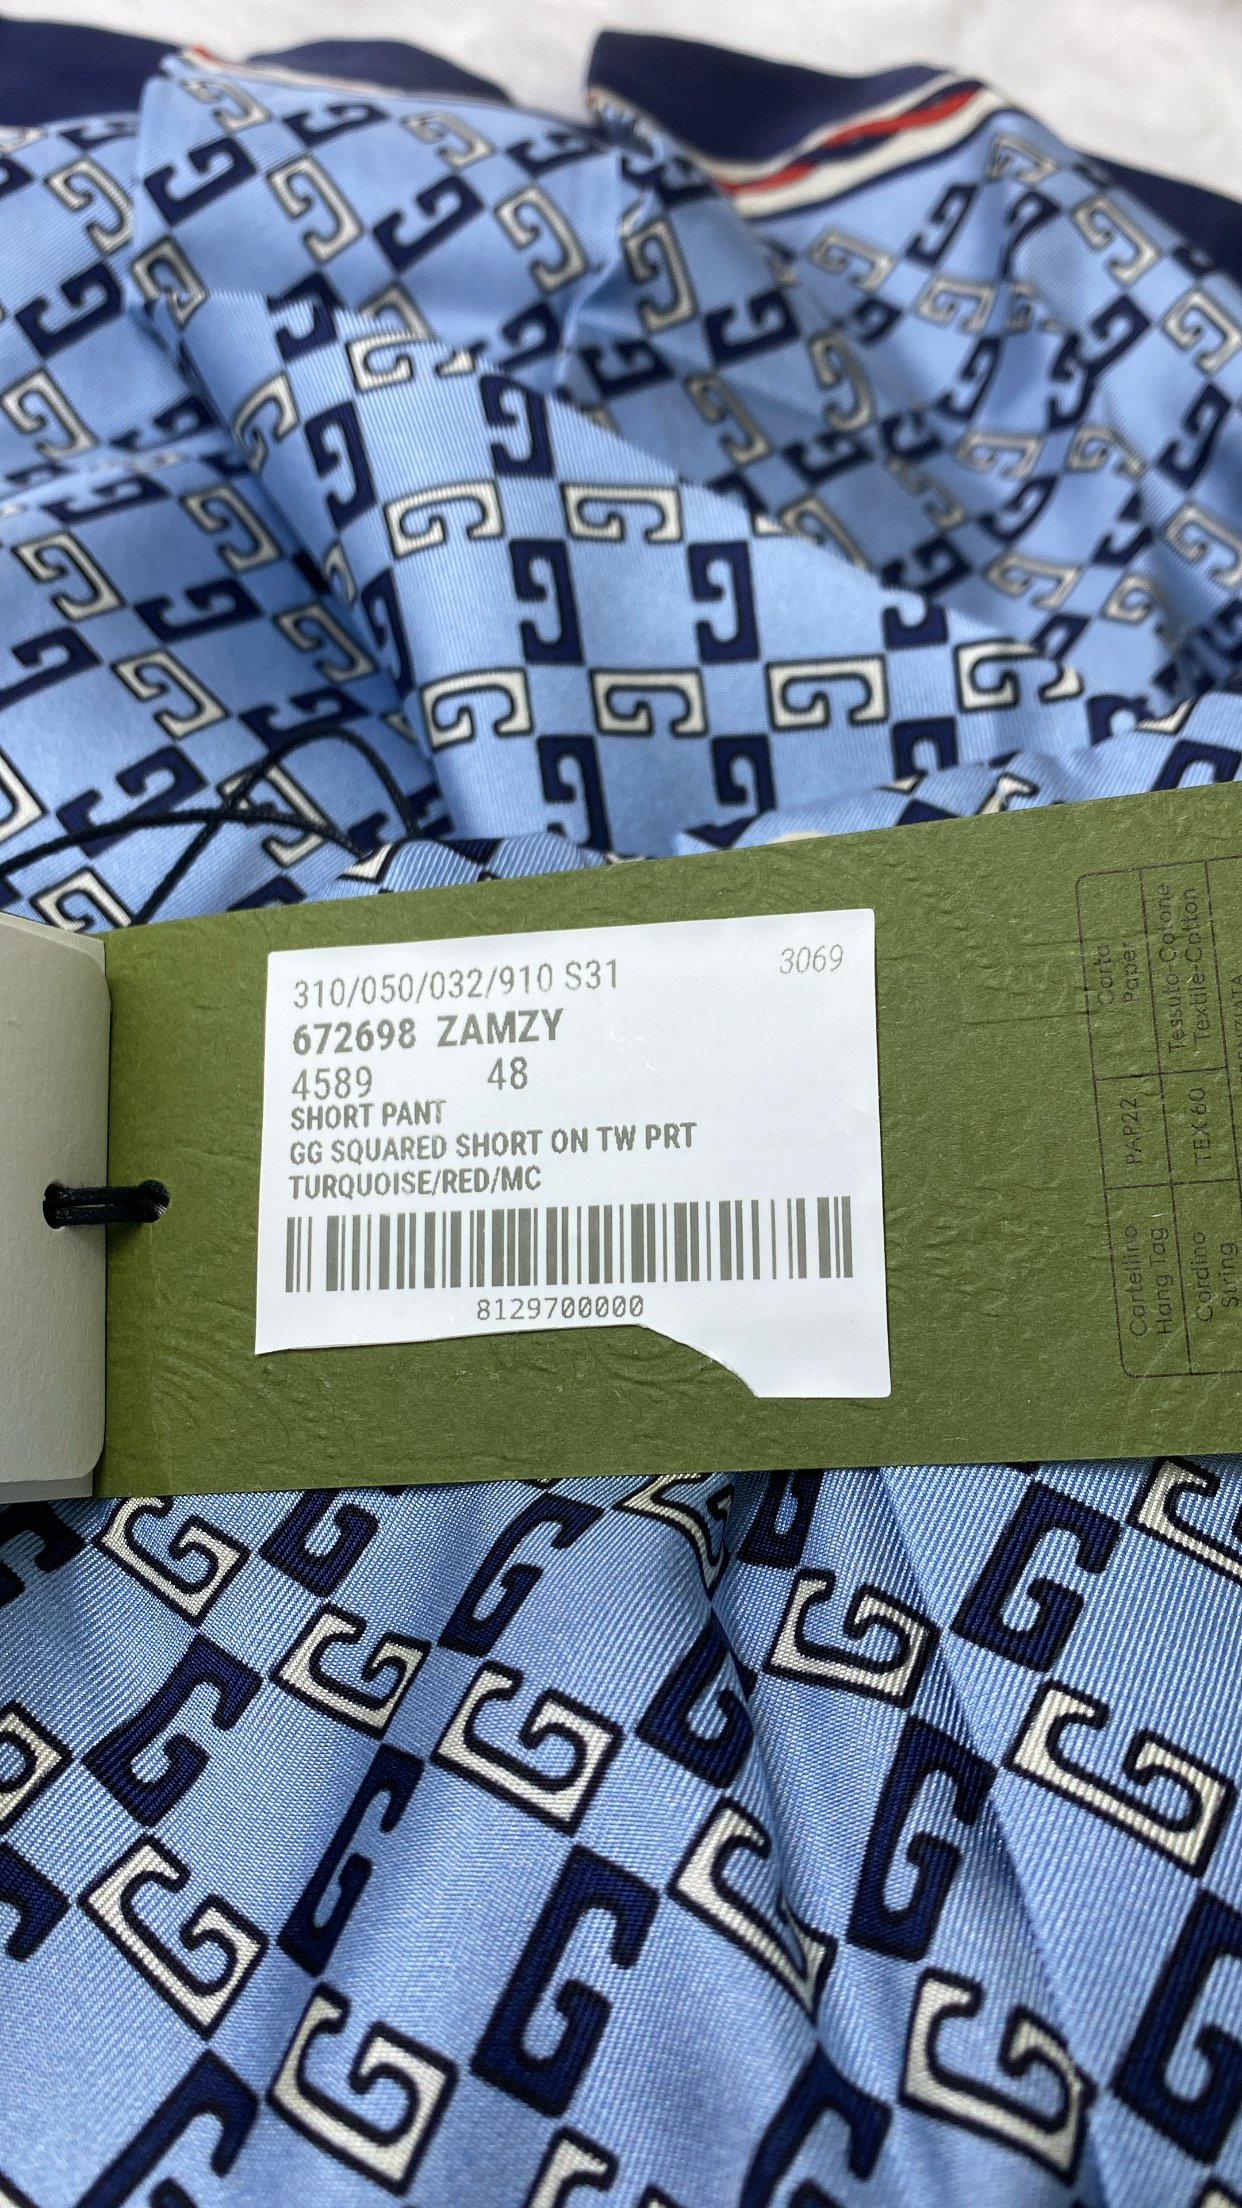 310/050/032/910 S31 3069
672698 ZAMZY
4589 48
SHORT PANT
GG SQUARED SHORT ON TW PRT
TURQUOISE/RED/MC
8129700000
Cartellino PAP22 Carta
Hang Tag Paper
Cordino TEX 60 Tessuto-Cotone
String Textile-Cotton